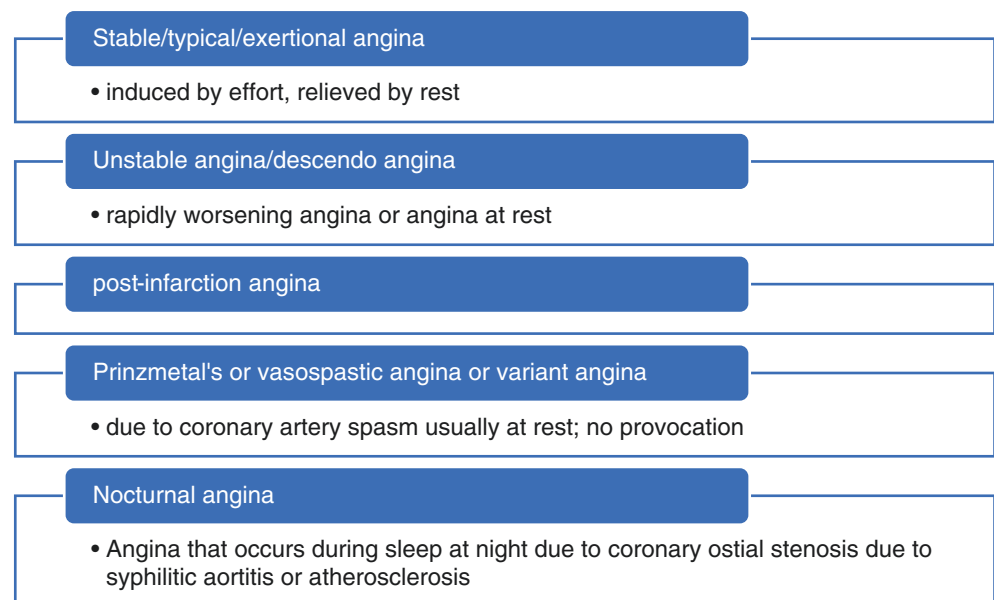 Stable/typical/exertional angina
• induced by effort, relieved by rest
Unstable angina/descendo angina
• rapidly worsening angina or angina at rest
post-infarction angina
Prinzmetal's or vasospastic angina or variant angina
• due to coronary artery spasm usually at rest; no provocation
Nocturnal angina
• Angina that occurs during sleep at night due to coronary ostial stenosis due to
syphilitic aortitis or atherosclerosis